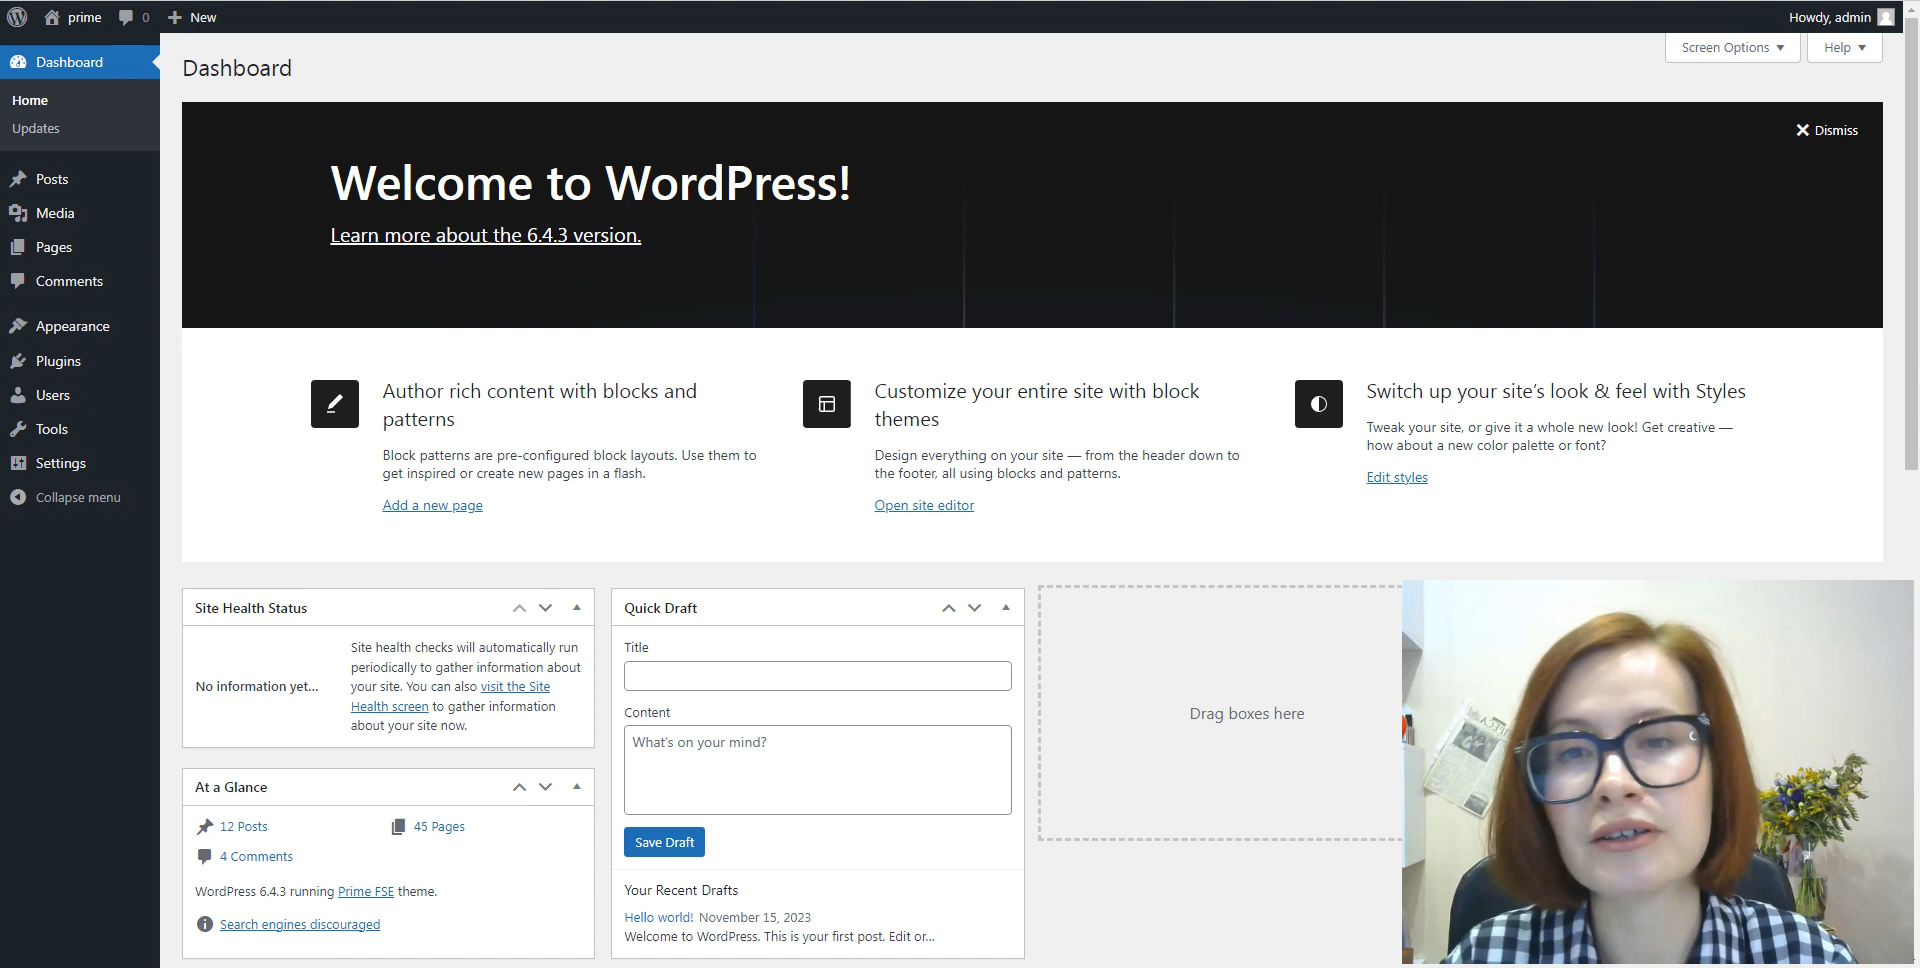 prime
0
New
Howdy, admin
Screen Options
Help
Dashboard
Home
Updates
Posts
Media
Pages
Comments
Appearance
Plugins
Users
Tools
Settings
Collapse menu
Dashboard
Dismiss
Welcome to WordPress!
Learn more about the 6.4.3 version.
Author rich content with blocks and
patterns
Block patterns are pre-configured block layouts. Use them to
get inspired or create new pages in a flash.
Add a new page
Customize your entire site with block
themes
Design everything on your site — from the header down to
the footer, all using blocks and patterns.
Open site editor
Switch up your site’s look & feel with Styles
Tweak your site, or give it a whole new look! Get creative —
how about a new color palette or font?
Edit styles
Site Health Status
No information yet...
Site health checks will automatically run
periodically to gather information about
your site. You can also visit the Site
Health screen to gather information
about your site now.
At a Glance
12 Posts
45 Pages
4 Comments
WordPress 6.4.3 running Prime FSE theme.
Search engines discouraged
Quick Draft
Title
Content
What’s on your mind?
Save Draft
Your Recent Drafts
Hello world! November 15, 2023
Welcome to WordPress. This is your first post. Edit or…
Drag boxes here